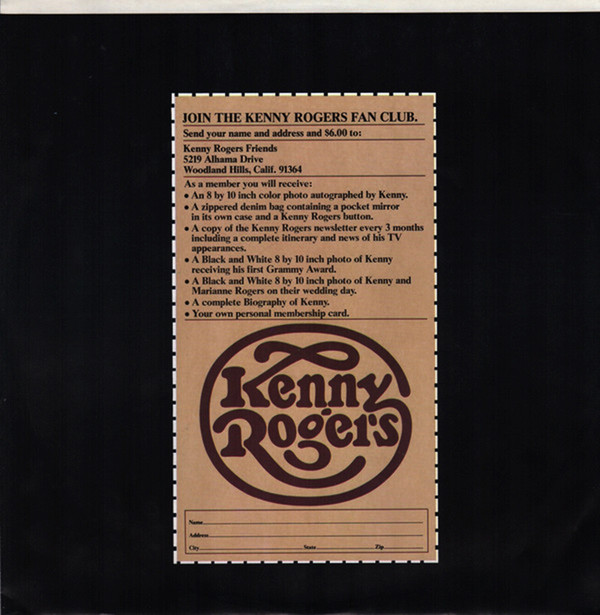 JOIN THE KENNY ROGERS FAN CLUB.
Send your name and address and $6.00 to:
Kenny Rogers Friends
5219 Alhama Drive
Woodland Hills, Calif. 91364
As a member you will receive:
• An 8 by 10 inch color photo autographed by Kenny.
• A zippered denim bag containing a pocket mirror
in its own case and a Kenny Rogers button.
• A copy of the Kenny Rogers newsletter every 3 months
including a complete itinerary and news of his TV
appearances.
• A Black and White 8 by 10 inch photo of Kenny
receiving his first Grammy Award.
• A Black and White 8 by 10 inch photo of Kenny and
Marianne Rogers on their wedding day.
• A complete Biography of Kenny.
• Your own personal membership card.
Kenny
Rogers
Name
Address
City State Zip